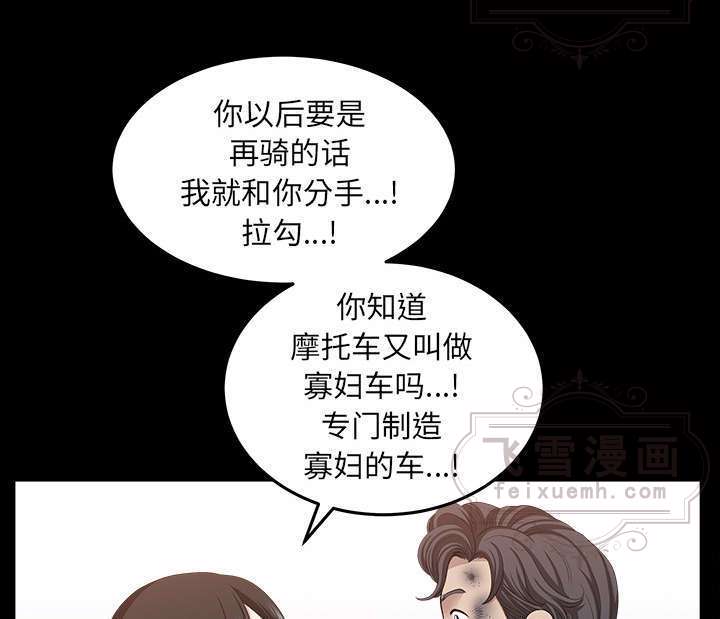 你以后要是
再骑的话
我就和你分手...!
拉勾...!
你知道
摩托车又叫做
寡妇车吗...!
专门制造
寡妇的车...!
飞雪漫画
feixuemh.com